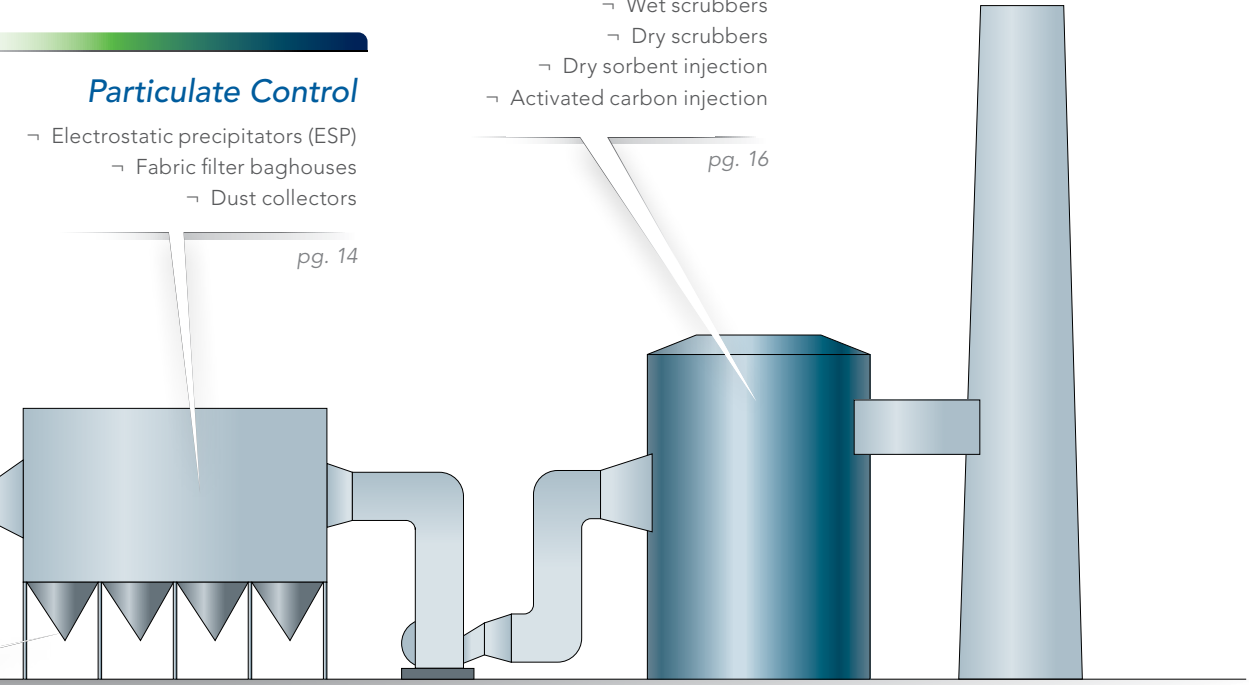 Particulate Control
¬ Electrostatic precipitators (ESP)
¬ Fabric filter baghouses
¬ Dust collectors
pg. 14
¬ Wet scrubbers
¬ Dry scrubbers
¬ Dry sorbent injection
¬ Activated carbon injection
pg. 16